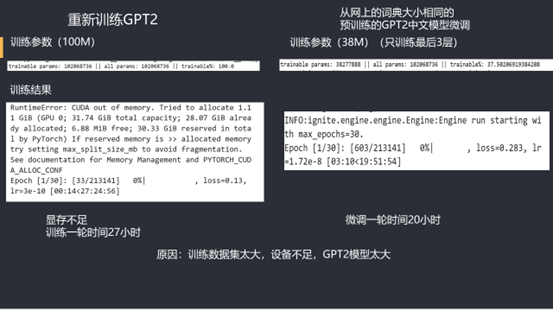 重新训练GPT2
训练参数（100M）
trainable params: 102068736 || all params: 102068736 || trainable%: 100.0
训练结果
RuntimeError: CUDA out of memory. Tried to allocate 1.1
1 GiB (GPU 0; 31.74 GiB total capacity; 28.07 GiB alrea
dy allocated; 6.88 MiB free; 30.33 GiB reserved in tota
l by PyTorch) If reserved memory is >> allocated memory
try setting max_split_size_mb to avoid fragmentation.
See documentation for Memory Management and PYTORCH_CUD
A_ALLOC_CONF
Epoch [1/30]: [33/213141] 0%| , loss=0.13,
lr=3e-10 [00:14<27:24:56]
显存不足
训练一轮时间27小时
从网上的词典大小相同的
预训练的GPT2中文模型微调
训练参数（38M）（只训练最后3层）
trainable params: 38277888 || all params: 102068736 || trainable%: 37.50206919384208
INFO:ignite.engine.engine.Engine:Engine run starting wi
th max_epochs=30.
Epoch [1/30]: [603/213141] 0%| , loss=0.283, lr
=1.72e-8 [03:10<19:51:54]
微调一轮时间20小时
原因：训练数据集太大，设备不足，GPT2模型太大